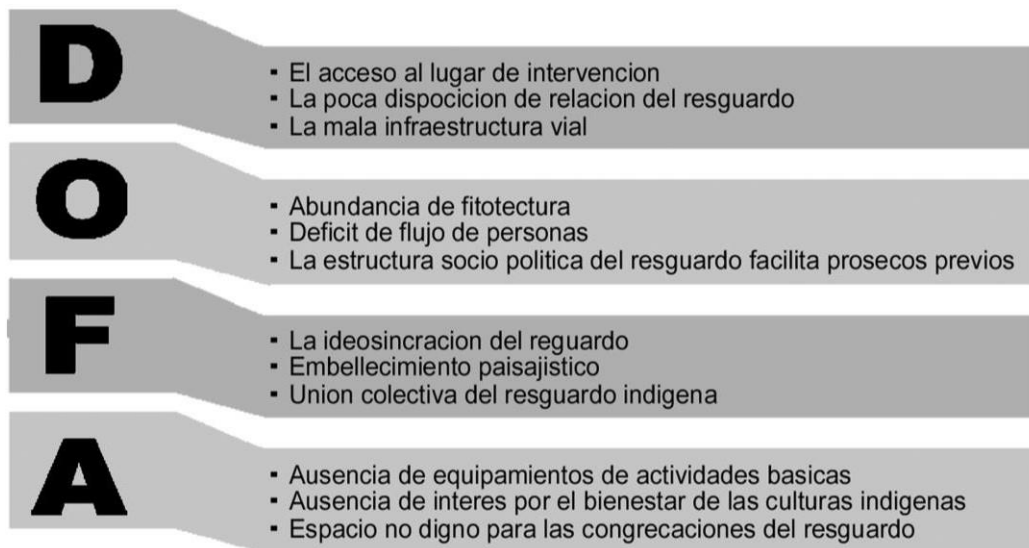 D
▪ El acceso al lugar de intervencion
▪ La poca dispocicion de relacion del resguardo
▪ La mala infraestructura vial
O
▪ Abundancia de fitotectura
▪ Deficit de flujo de personas
▪ La estructura socio politica del resguardo facilita prosecos previos
F
▪ La ideosincracion del reguardo
▪ Embellecimiento paisajistico
▪ Union colectiva del resguardo indigena
A
▪ Ausencia de equipamientos de actividades basicas
▪ Ausencia de interes por el bienestar de las culturas indigenas
▪ Espacio no digno para las congrecaciones del resguardo